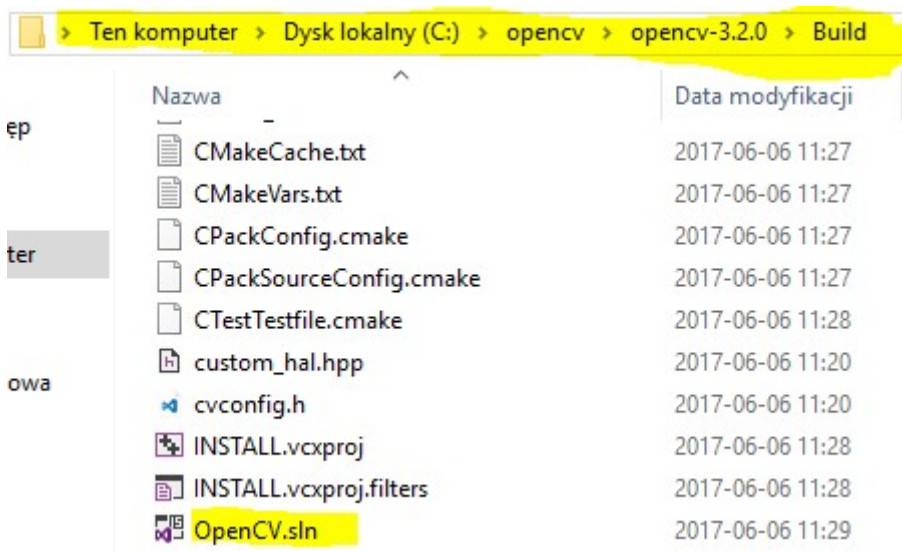 Ten komputer > Dysk lokalny (C:) > opencv > opencv-3.2.0 > Build
Nazwa Data modyfikacji
ęp
CMakeCache.txt 2017-06-06 11:27
CMakeVars.txt 2017-06-06 11:27
CPackConfig.cmake 2017-06-06 11:27
ter
CPackSourceConfig.cmake 2017-06-06 11:27
CTestTestfile.cmake 2017-06-06 11:28
custom_hal.hpp 2017-06-06 11:20
owa
cvconfig.h 2017-06-06 11:20
INSTALL.vcxproj 2017-06-06 11:28
INSTALL.vcxproj.filters 2017-06-06 11:28
OpenCV.sln 2017-06-06 11:29